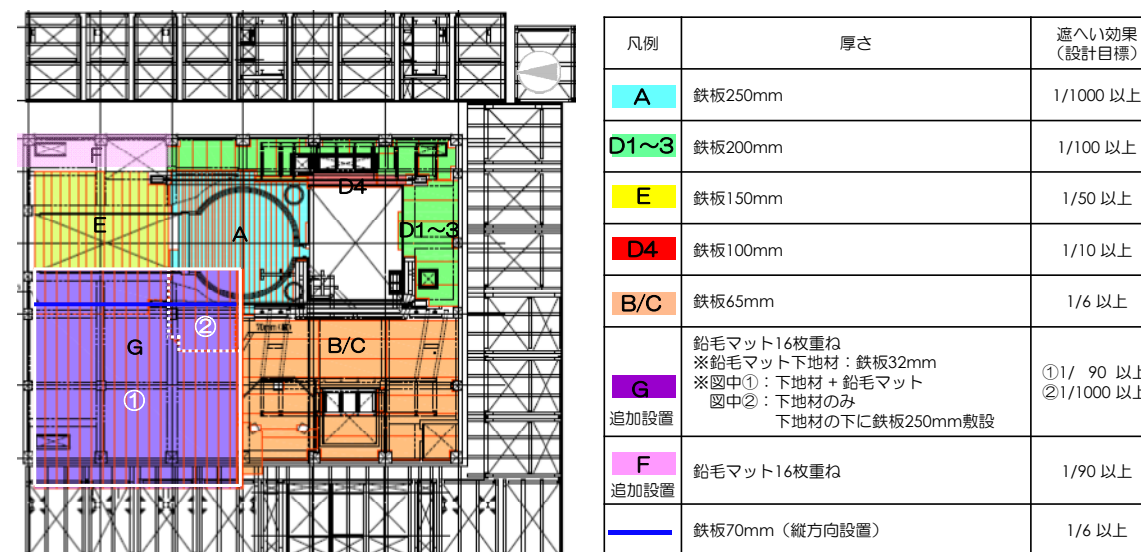 F
E
A
D4
D1～3
②
70mm(縦)
G
①
B/C
凡例
厚さ
遮へい効果
（設計目標）
A
鉄板250mm
1/1000 以上
D1～3
鉄板200mm
1/100 以上
E
鉄板150mm
1/50 以上
D4
鉄板100mm
1/10 以上
B/C
鉄板65mm
1/6 以上
G
追加設置
鉛毛マット16枚重ね
※鉛毛マット下地材：鉄板32mm
※図中①：下地材 + 鉛毛マット
図中②：下地材のみ
下地材の下に鉄板250mm敷設
①1/ 90 以上
②1/1000 以上
F
追加設置
鉛毛マット16枚重ね
1/90 以上
鉄板70mm（縦方向設置）
1/6 以上